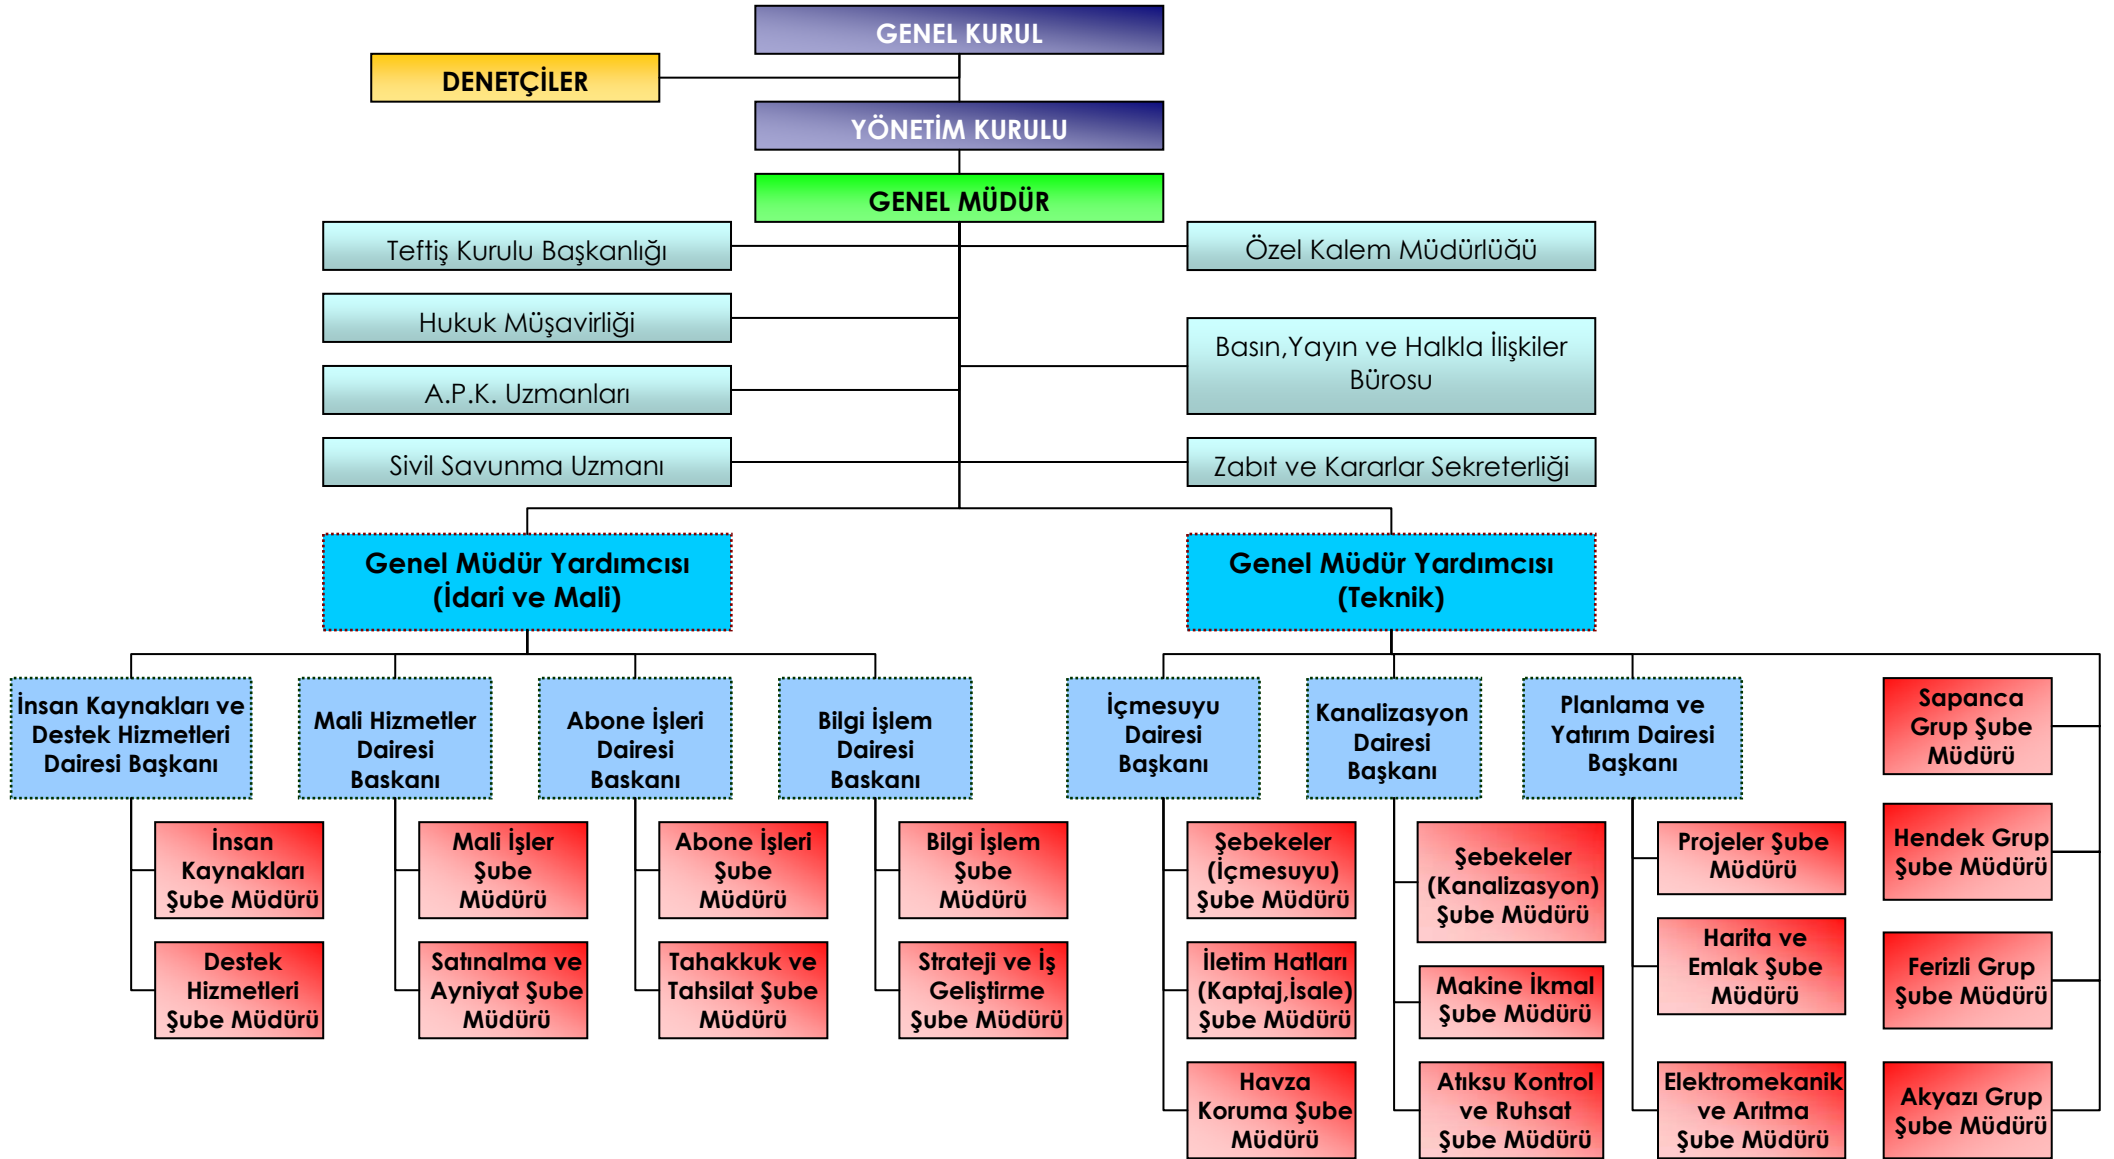 GENEL KURUL
DENETÇİLER
YÖNETİM KURULU
GENEL MÜDÜR
Teftiş Kurulu Başkanlığı
Özel Kalem Müdürlüğü
Hukuk Müşavirliği
Basın,Yayın ve Halkla İlişkiler
Bürosu
A.P.K. Uzmanları
Sivil Savunma Uzmanı
Zabıt ve Kararlar Sekreterliği
Genel Müdür Yardımcısı
(İdari ve Mali)
Genel Müdür Yardımcısı
(Teknik)
İnsan Kaynakları ve
Destek Hizmetleri
Dairesi Başkanı
Mali Hizmetler
Dairesi
Baskanı
Abone İşleri
Dairesi
Baskanı
Bilgi İşlem
Dairesi
Baskanı
İçmesuyu
Dairesi
Başkanı
Kanalizasyon
Dairesi
Başkanı
Planlama ve
Yatırım Dairesi
Başkanı
Sapanca
Grup Şube
Müdürü
İnsan
Kaynakları
Şube Müdürü
Mali İşler
Şube
Müdürü
Abone İşleri
Şube
Müdürü
Bilgi İşlem
Şube
Müdürü
Şebekeler
(İçmesuyu)
Şube Müdürü
Şebekeler
(Kanalizasyon)
Şube Müdürü
Projeler Şube
Müdürü
Hendek Grup
Şube Müdürü
Destek
Hizmetleri
Şube Müdürü
Satınalma ve
Ayniyat Şube
Müdürü
Tahakkuk ve
Tahsilat Şube
Müdürü
Strateji ve İş
Geliştirme
Şube Müdürü
İletim Hatları
(Kaptaj,İsale)
Şube Müdürü
Makine İkmal
Şube Müdürü
Harita ve
Emlak Şube
Müdürü
Ferizli Grup
Şube Müdürü
Havza
Koruma Şube
Müdürü
Atıksu Kontrol
ve Ruhsat
Şube Müdürü
Elektromekanik
ve Arıtma
Şube Müdürü
Akyazı Grup
Şube Müdürü